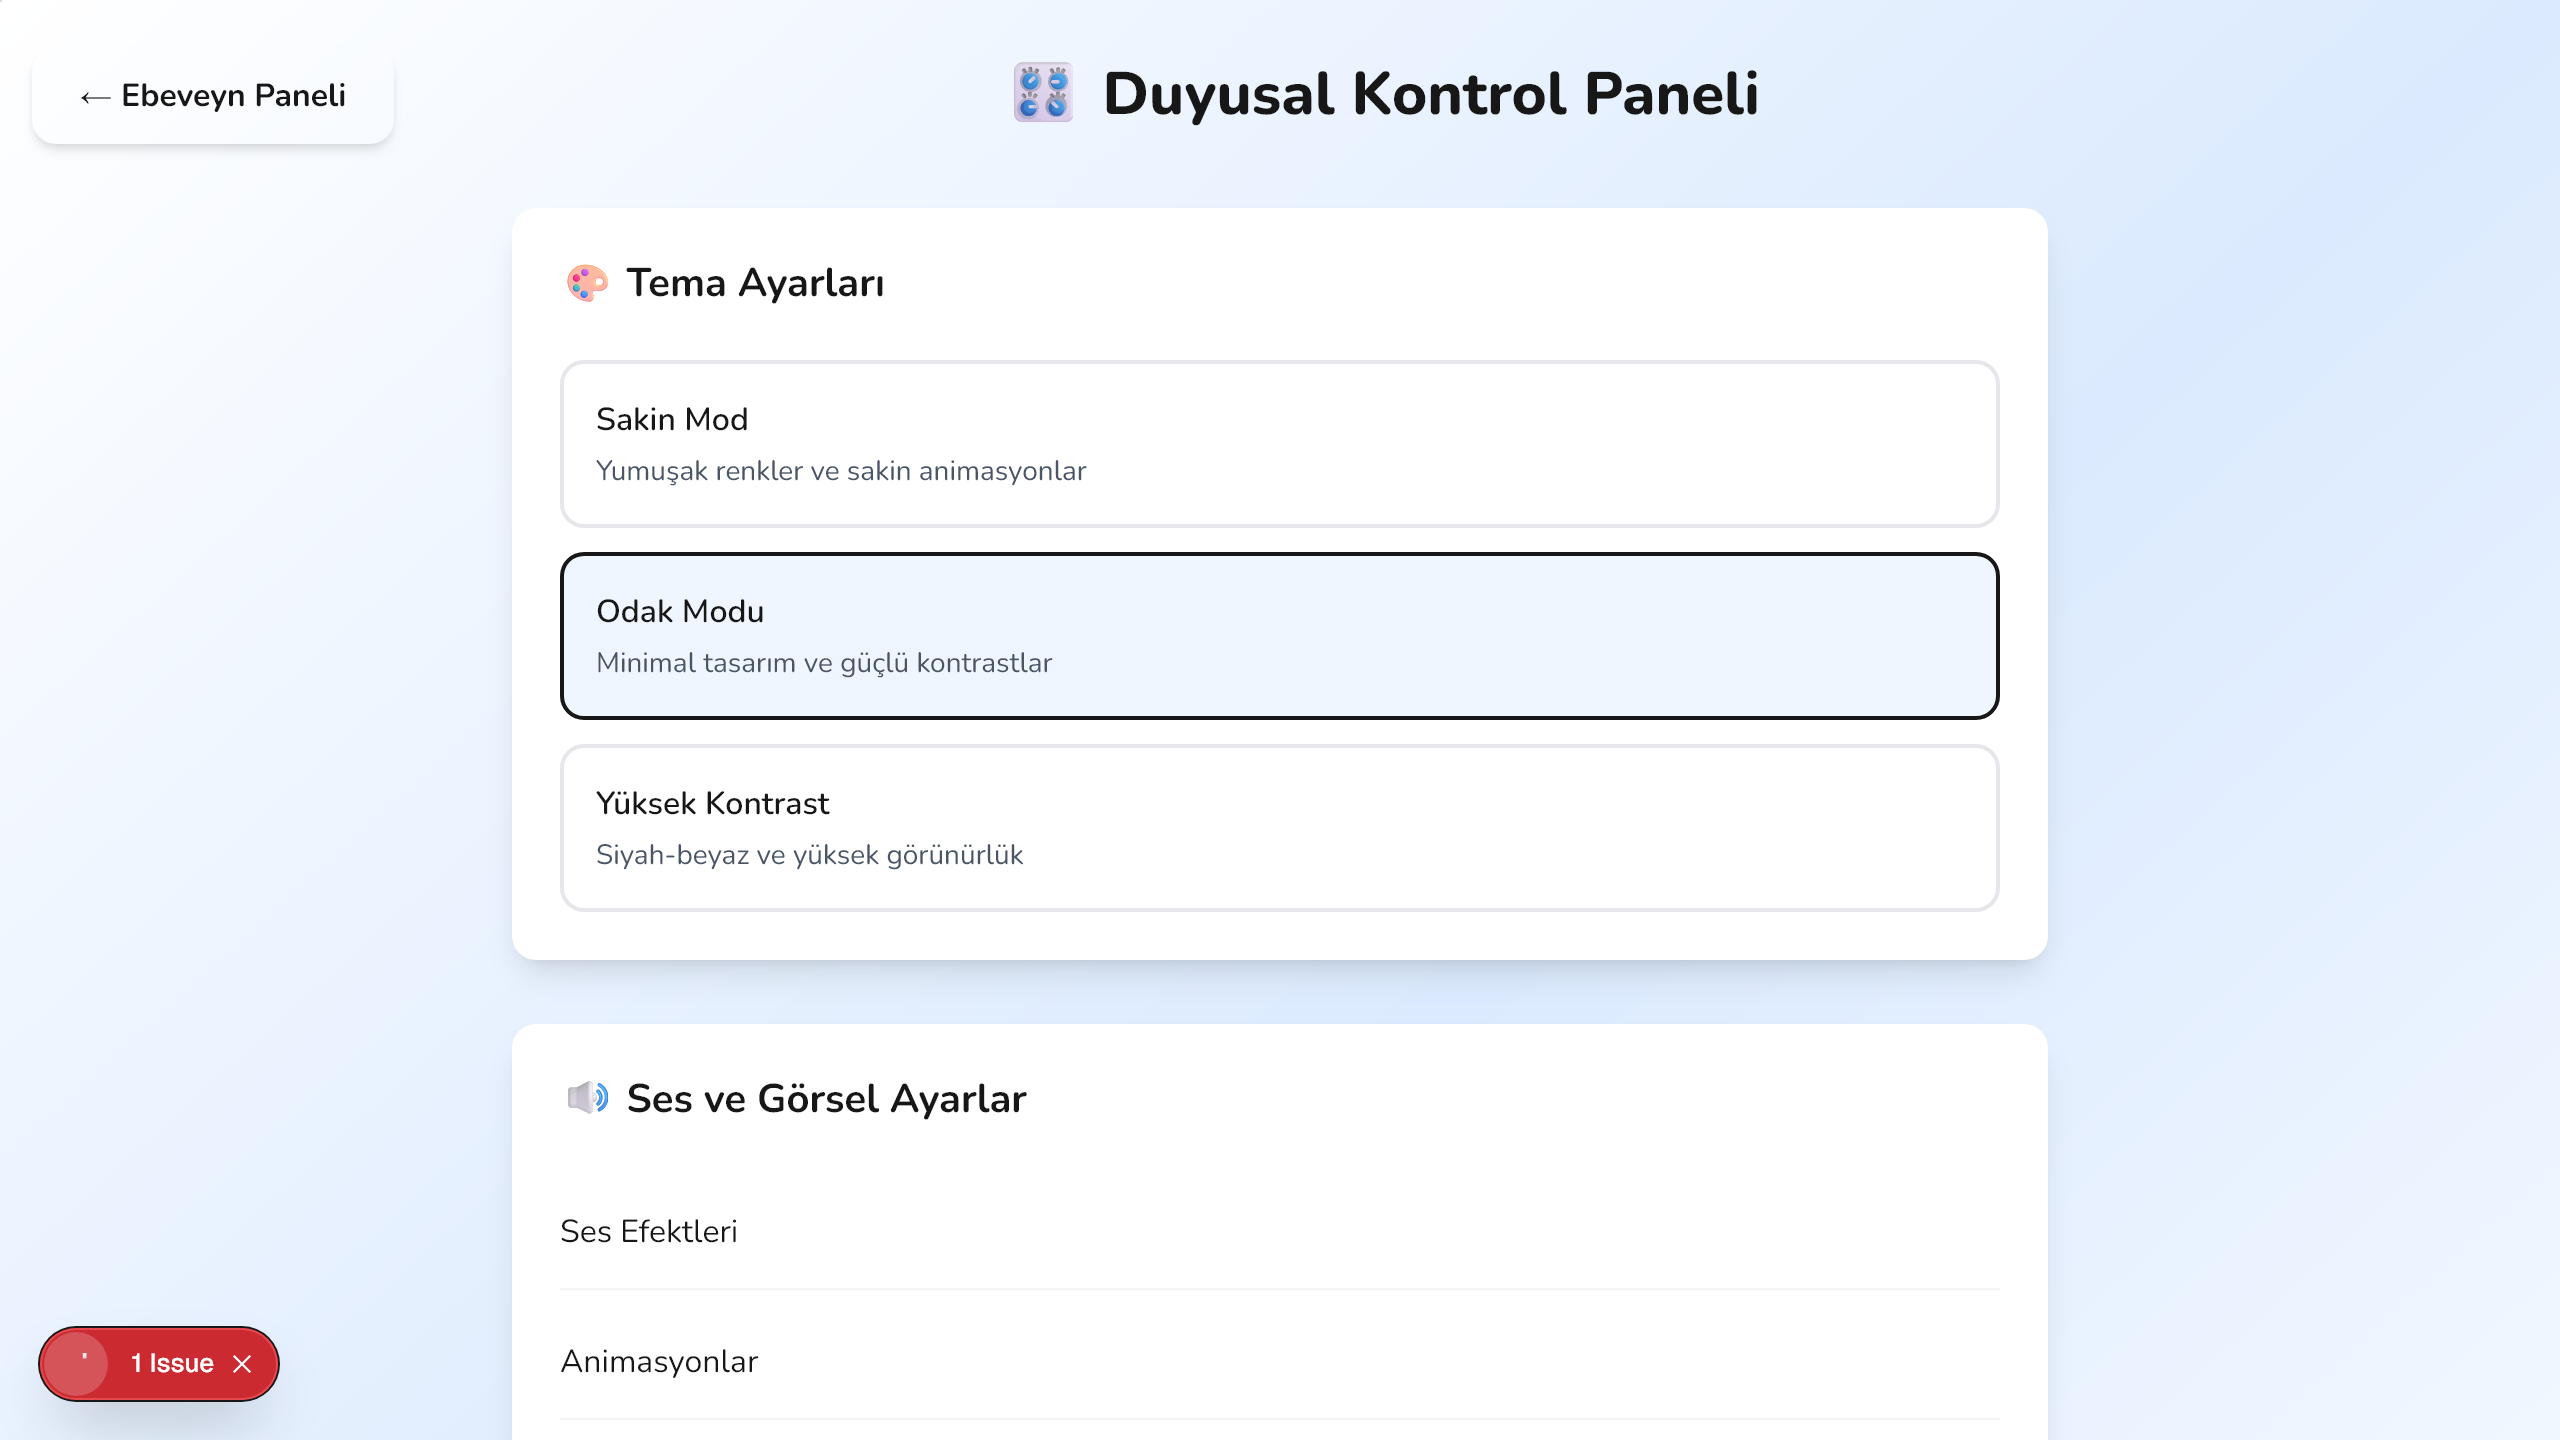 ← Ebeveyn Paneli
Duyusal Kontrol Paneli
Tema Ayarları
Sakin Mod
Yumuşak renkler ve sakin animasyonlar
Odak Modu
Minimal tasarım ve güçlü kontrastlar
Yüksek Kontrast
Siyah-beyaz ve yüksek görünürlük
Ses ve Görsel Ayarlar
Ses Efektleri
Animasyonlar
1 Issue